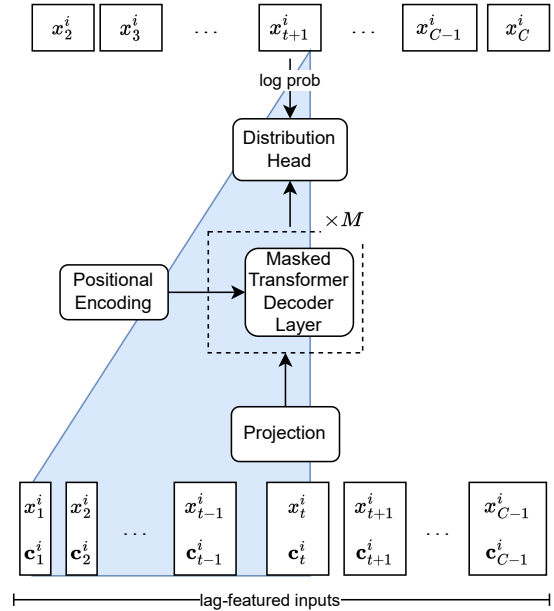 x_2^i x_3^i ... x_{t+1}^i ... x_{C-1}^i x_C^i
log prob
Distribution
Head
×M
Positional
Encoding
Masked
Transformer
Decoder
Layer
Projection
x_1^i x_2^i ... x_{t-1}^i x_t^i x_{t+1}^i ... x_{C-1}^i
c_1^i c_2^i c_{t-1}^i c_t^i c_{t+1}^i c_{C-1}^i
lag-featured inputs